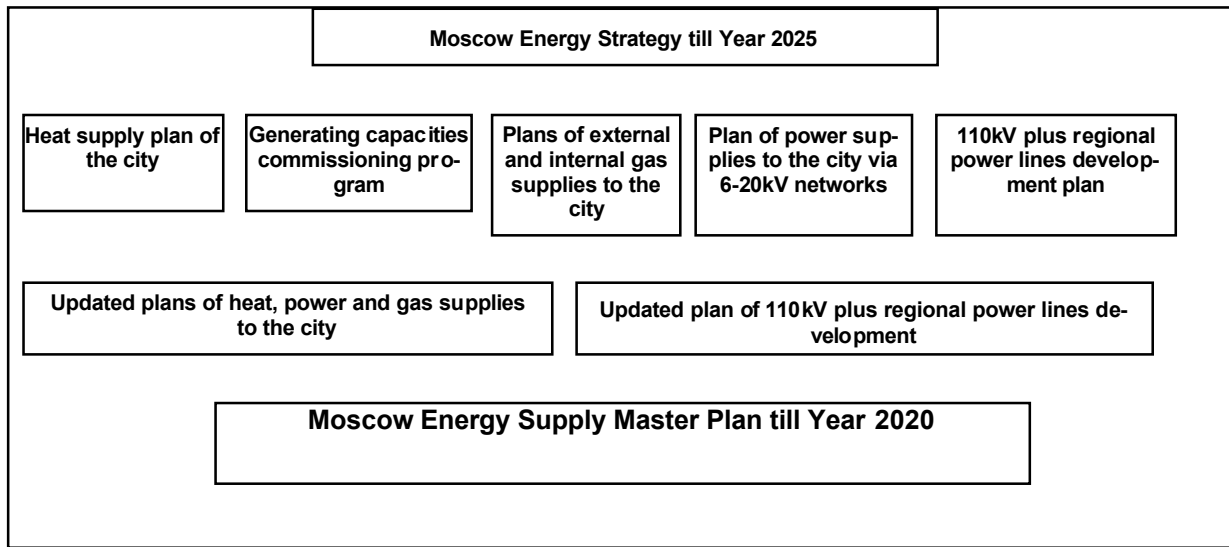 Moscow Energy Strategy till Year 2025
Heat supply plan of
the city
Generating capacities
commissioning pro-
gram
Plans of external
and internal gas
supplies to the
city
Plan of power sup-
plies to the city via
6-20kV networks
110kV plus regional
power lines develop-
ment plan
Updated plans of heat, power and gas supplies
to the city
Updated plan of 110kV plus regional power lines de-
velopment
Moscow Energy Supply Master Plan till Year 2020